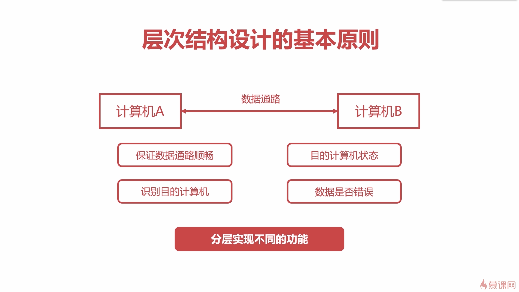 层次结构设计的基本原则
数据通路
计算机A
计算机B
保证数据通路顺畅
目的计算机状态
识别目的计算机
数据是否错误
分层实现不同的功能
慕课网